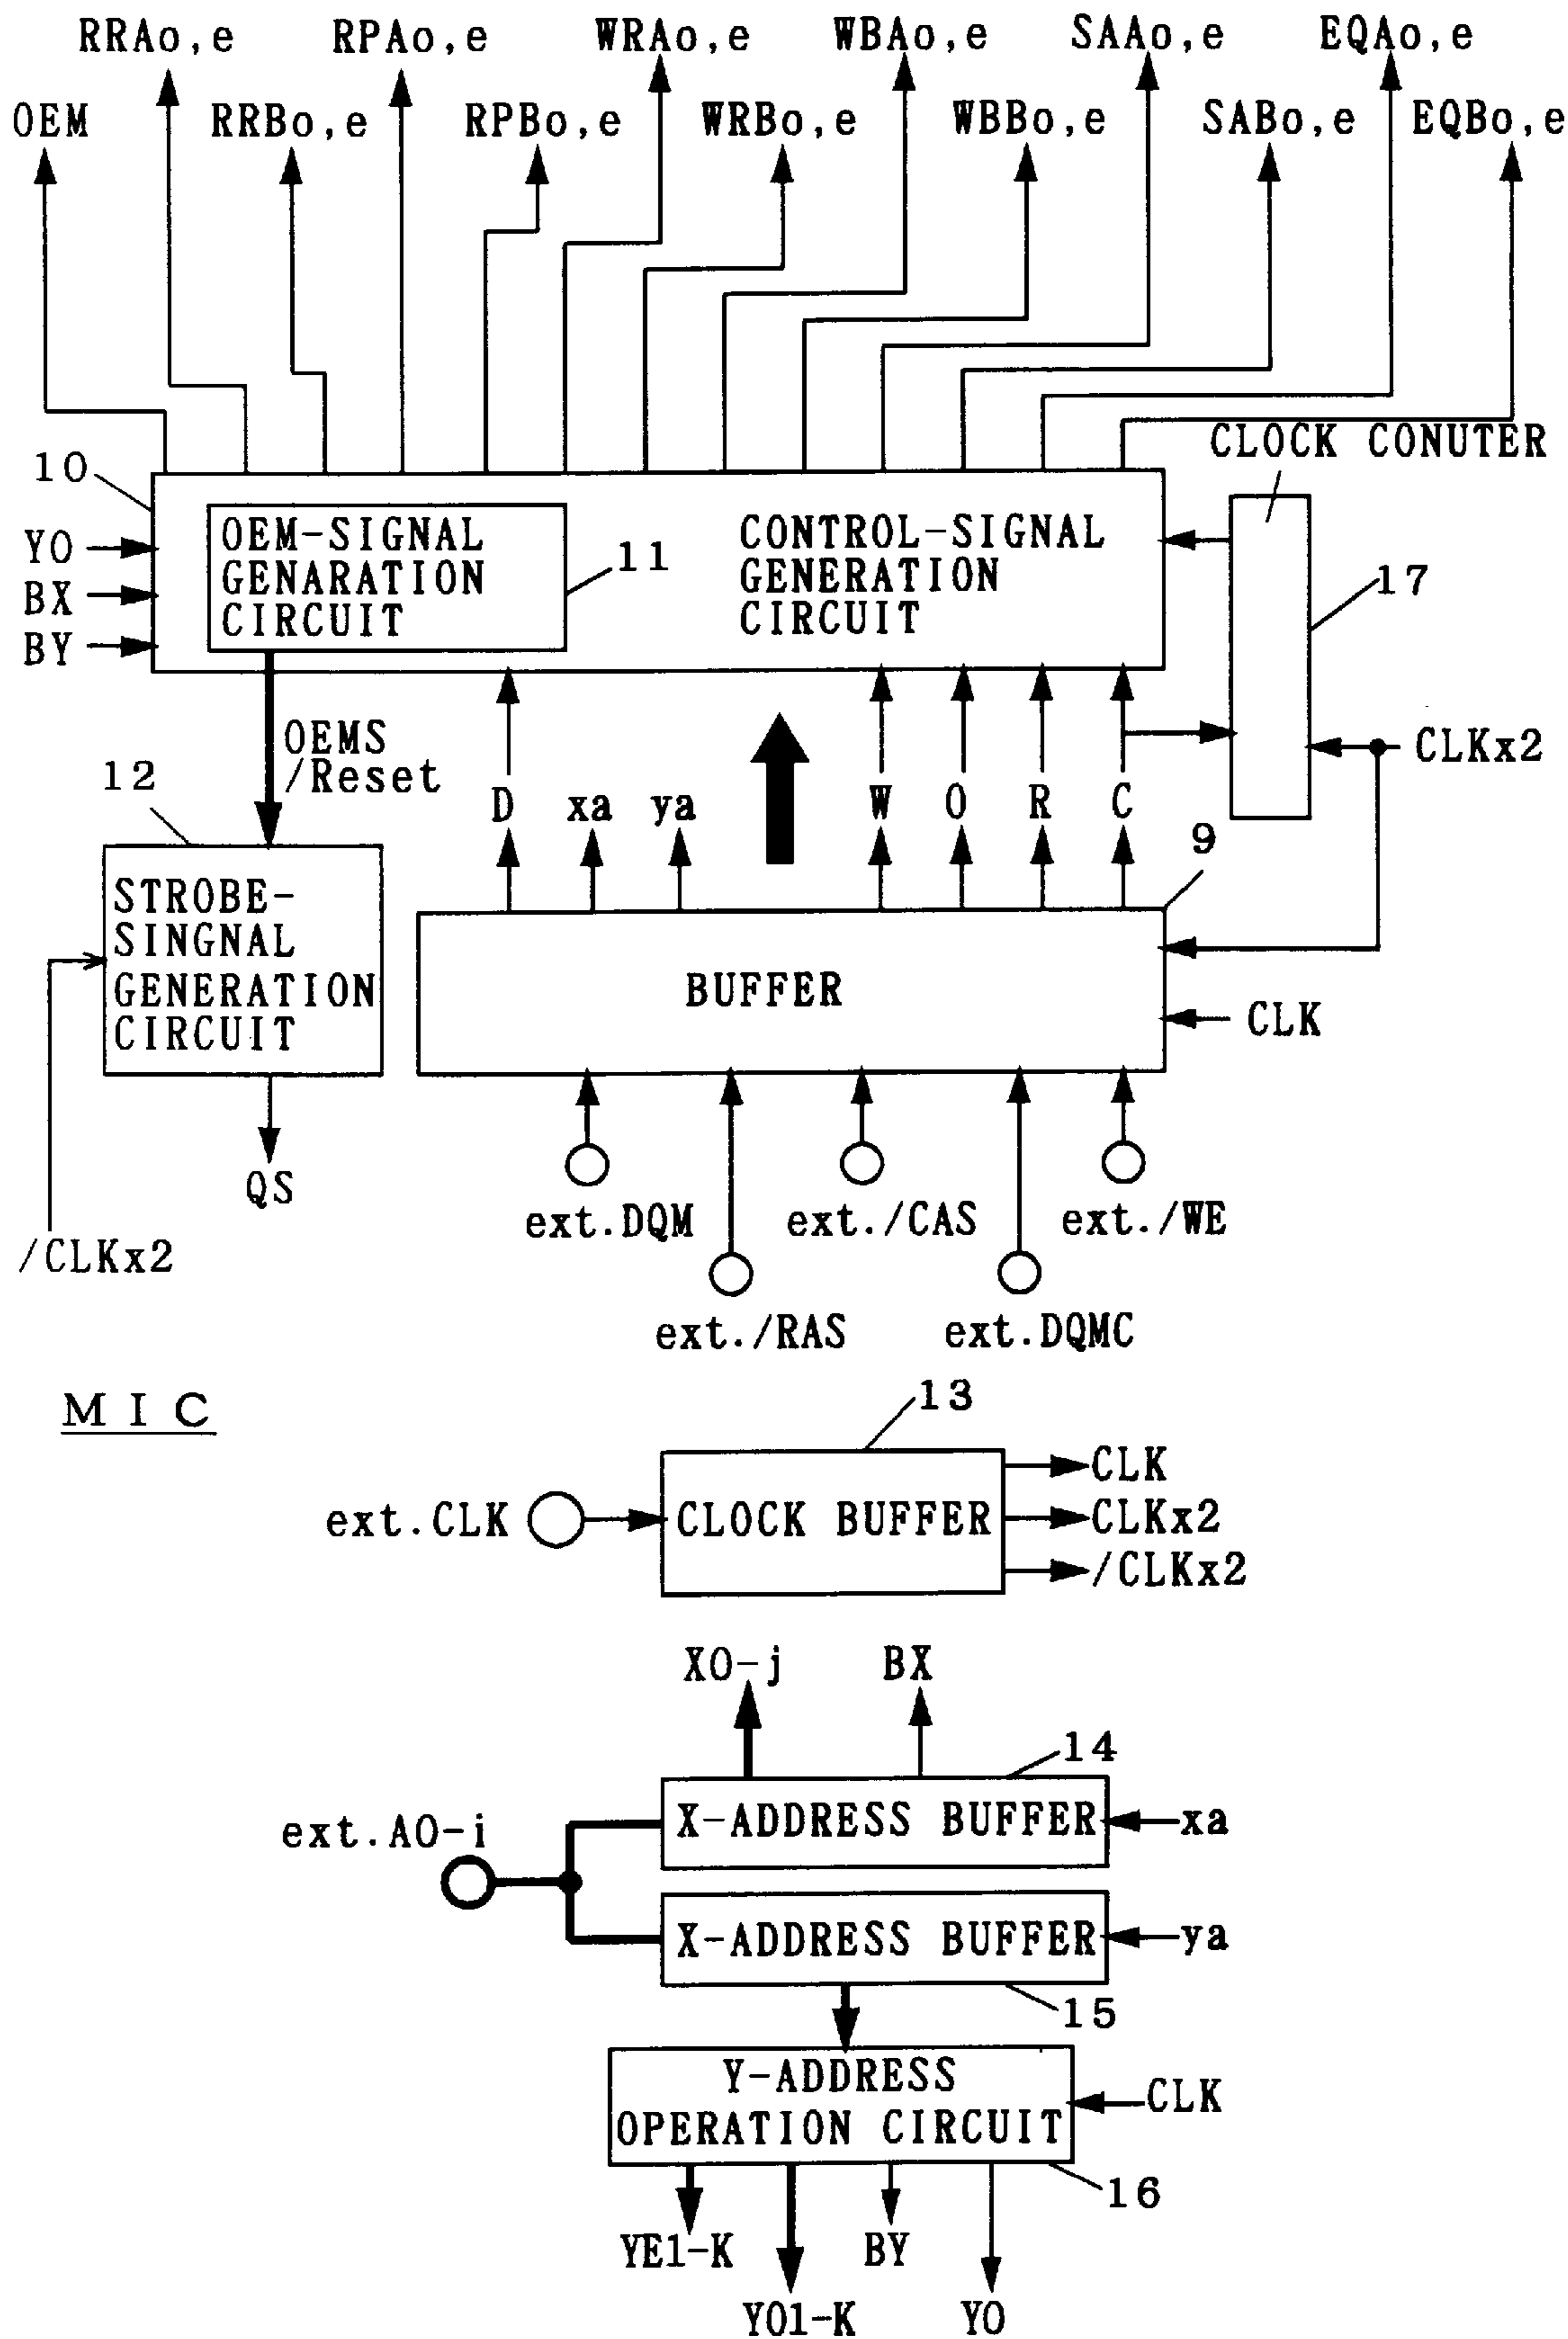 RRAo,e RPAo,e WRAo,e WBAo,e SAAo,e EQAo,e
OEM RRBo,e RPBo,e WRBo,e WBBo,e SABo,e EQBo,e
CLOCK CONUTER
10
OEM-SIGNAL
GENARATION
CIRCUIT
11
CONTROL-SIGNAL
GENERATION
CIRCUIT
17
Y0
BX
BY
OEMS
/Reset
CLKx2
12
D xa ya W O R C
9
STROBE-
SINGNAL
GENERATION
CIRCUIT
BUFFER
CLK
QS
/CLKx2
ext.DQM ext./CAS ext./WE
ext./RAS ext.DQMC
MIC
13
ext.CLK
CLOCK BUFFER
CLK
CLKx2
/CLKx2
X0-j BX
14
ext.A0-i
X-ADDRESS BUFFER
xa
X-ADDRESS BUFFER
ya
15
Y-ADDRESS
OPERATION CIRCUIT
CLK
16
YE1-K BY
YO1-K Y0